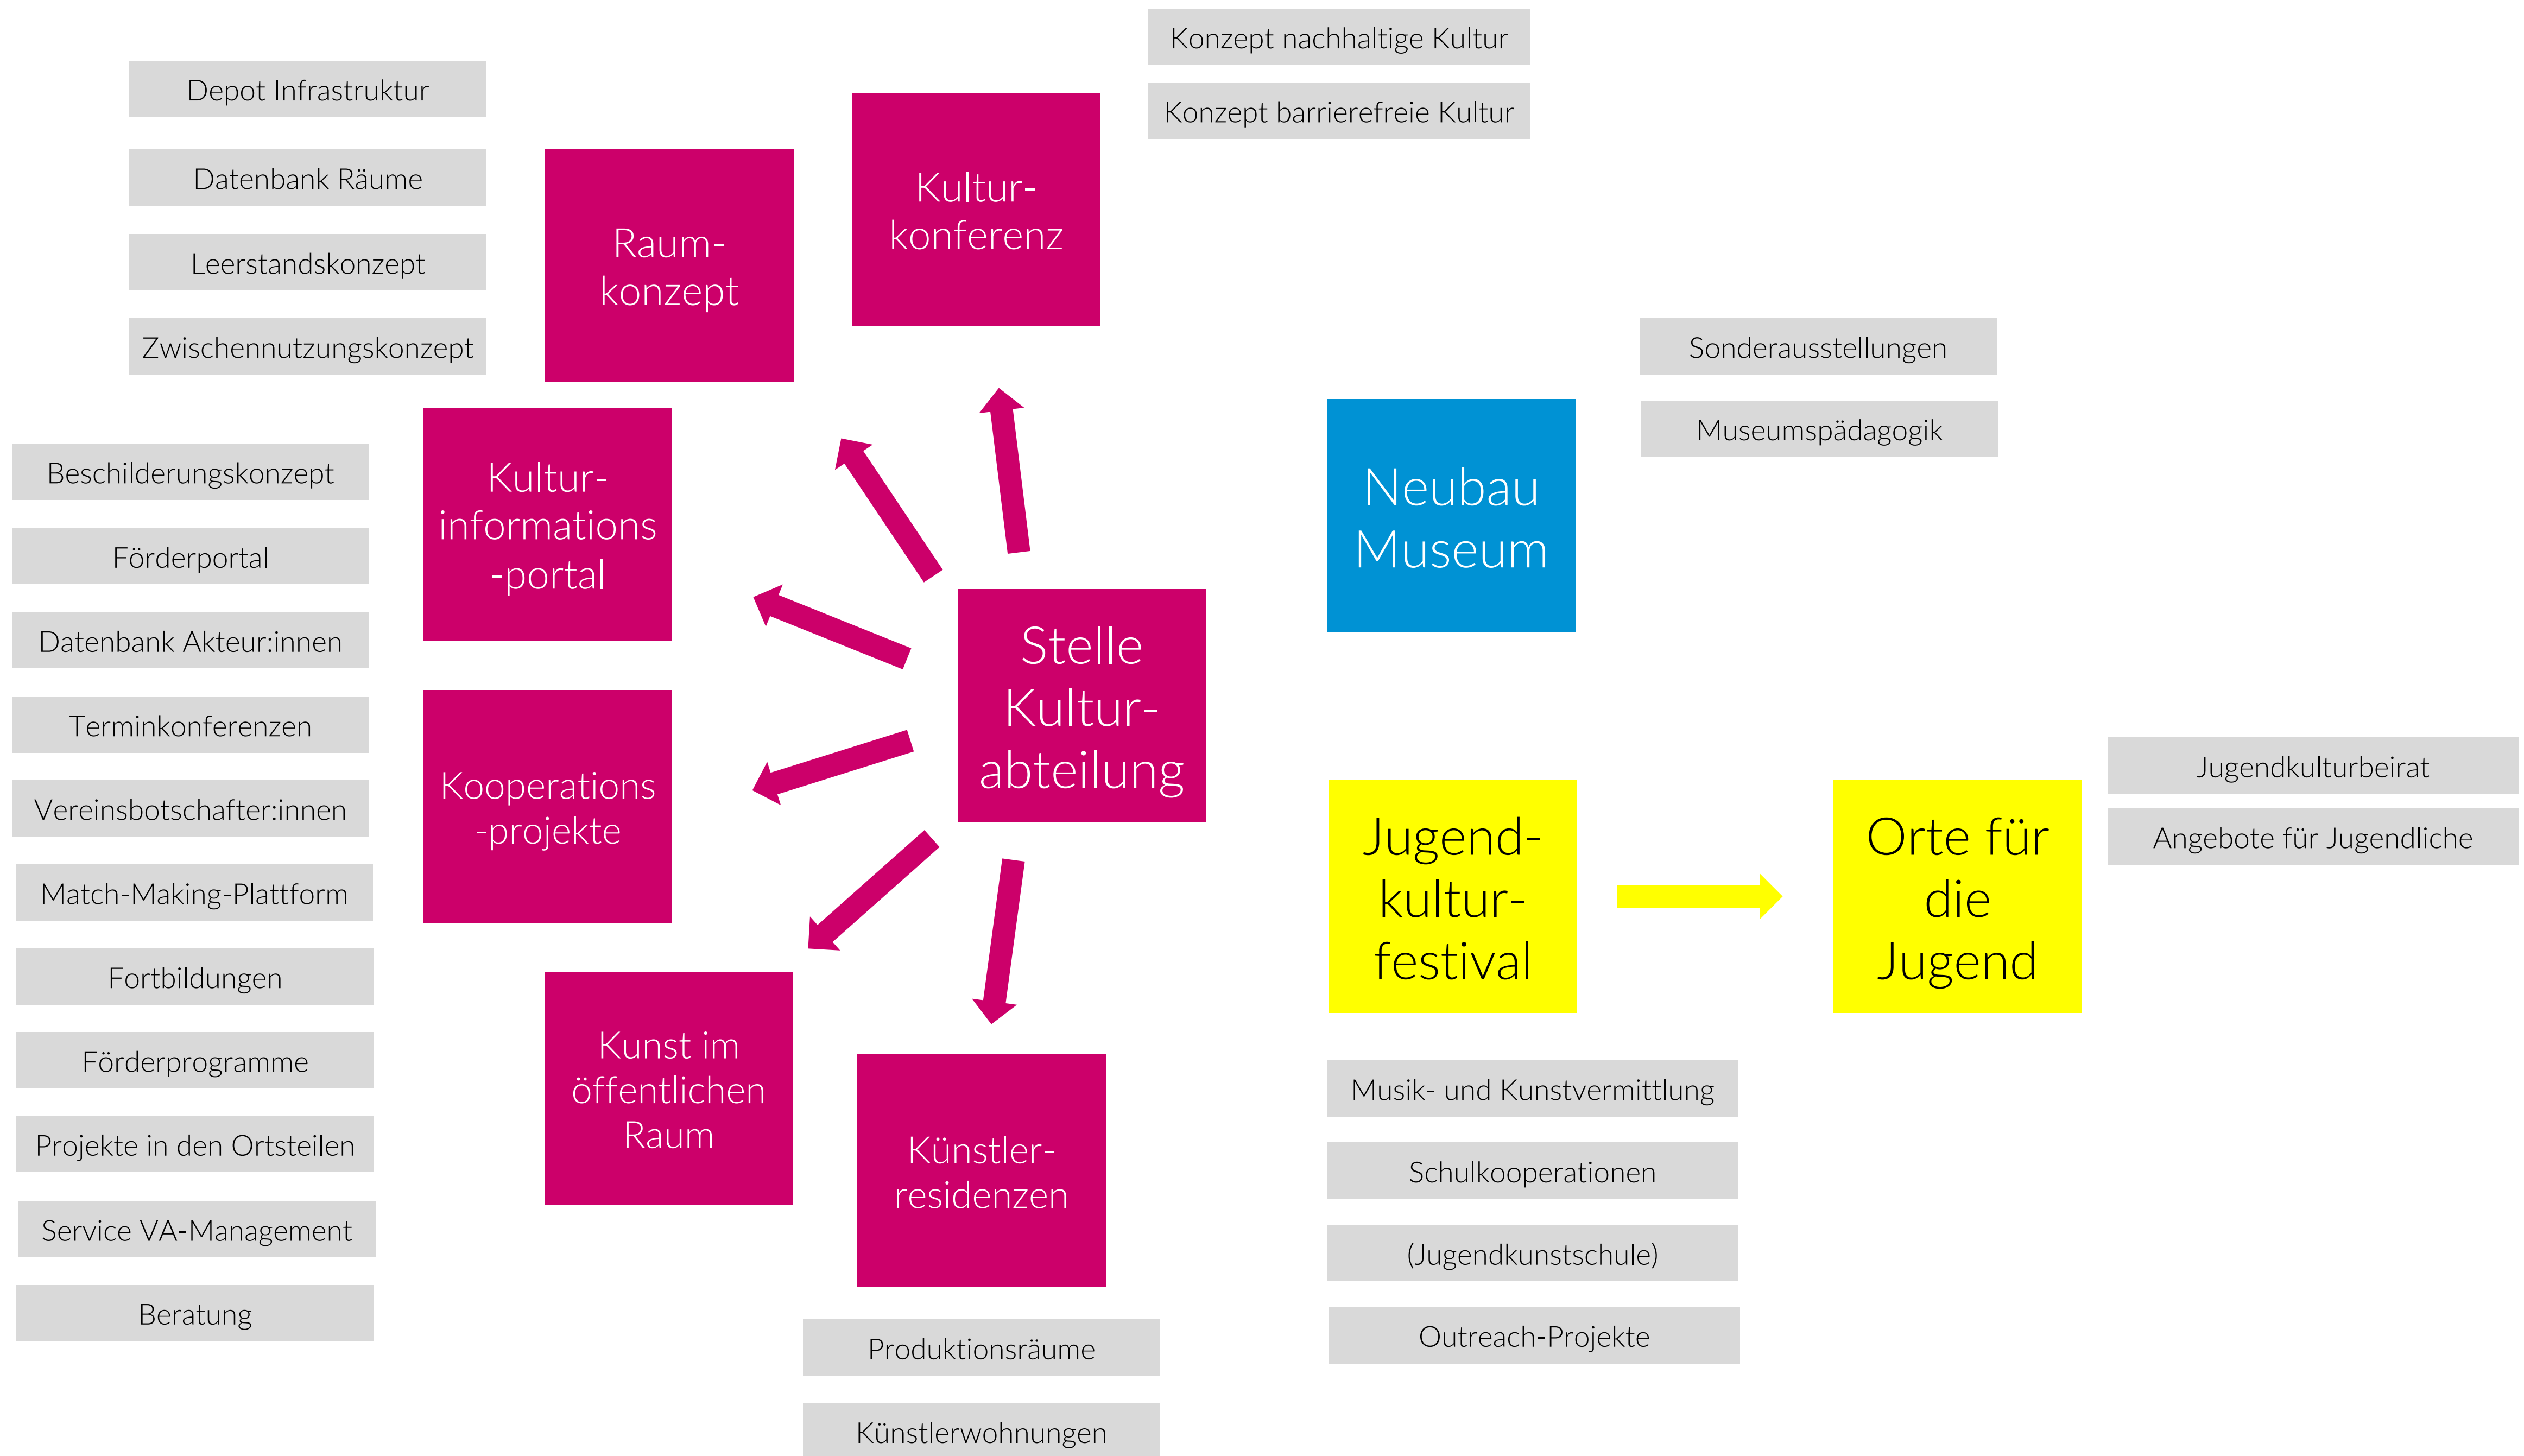 Konzept nachhaltige Kultur
Konzept barrierefreie Kultur
Kultur-
konferenz
Depot Infrastruktur
Datenbank Räume
Leerstandskonzept
Zwischennutzungskonzept
Raum-
konzept
Beschilderungskonzept
Förderportal
Datenbank Akteur:innen
Terminkonferenzen
Vereinsbotschafter:innen
Match-Making-Plattform
Fortbildungen
Förderprogramme
Projekte in den Ortsteilen
Service VA-Management
Beratung
Kultur-
informations
-portal
Kooperations
-projekte
Kunst im
öffentlichen
Raum
Künstler-
residenzen
Produktionsräume
Künstlerwohnungen
Stelle
Kultur-
abteilung
Neubau
Museum
Sonderausstellungen
Museumspädagogik
Jugend-
kultur-
festival
Musik- und Kunstvermittlung
Schulkooperationen
(Jugendkunstschule)
Outreach-Projekte
Orte für
die
Jugend
Jugendkulturbeirat
Angebote für Jugendliche